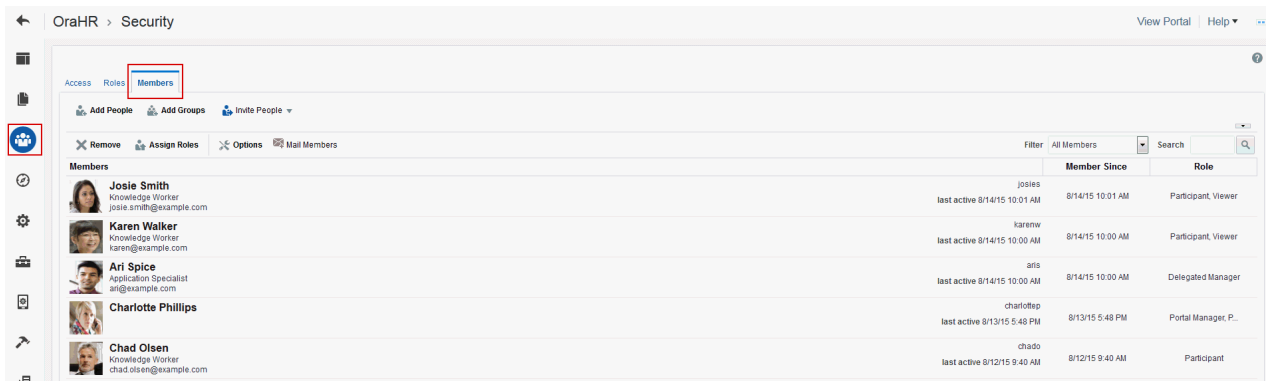 OraHR > Security View Portal Help
Access Roles Members
Add People Add Groups Invite People
Remove Assign Roles Options Mail Members Filter All Members Search
Members Member Since Role
Josie Smith josies
Knowledge Worker 8/14/15 10:01 AM Participant, Viewer
josie.smith@example.com last active 8/14/15 10:01 AM
Karen Walker karenw
Knowledge Worker 8/14/15 10:00 AM Participant, Viewer
karen@example.com last active 8/14/15 10:00 AM
Ari Spice aris
Application Specialist 8/14/15 10:00 AM Delegated Manager
ari@example.com last active 8/14/15 10:00 AM
Charlotte Phillips charlottep
8/13/15 5:48 PM Portal Manager, P...
last active 8/13/15 5:48 PM
Chad Olsen chado
Knowledge Worker 8/12/15 9:40 AM Participant
chad.olsen@example.com last active 8/12/15 9:40 AM